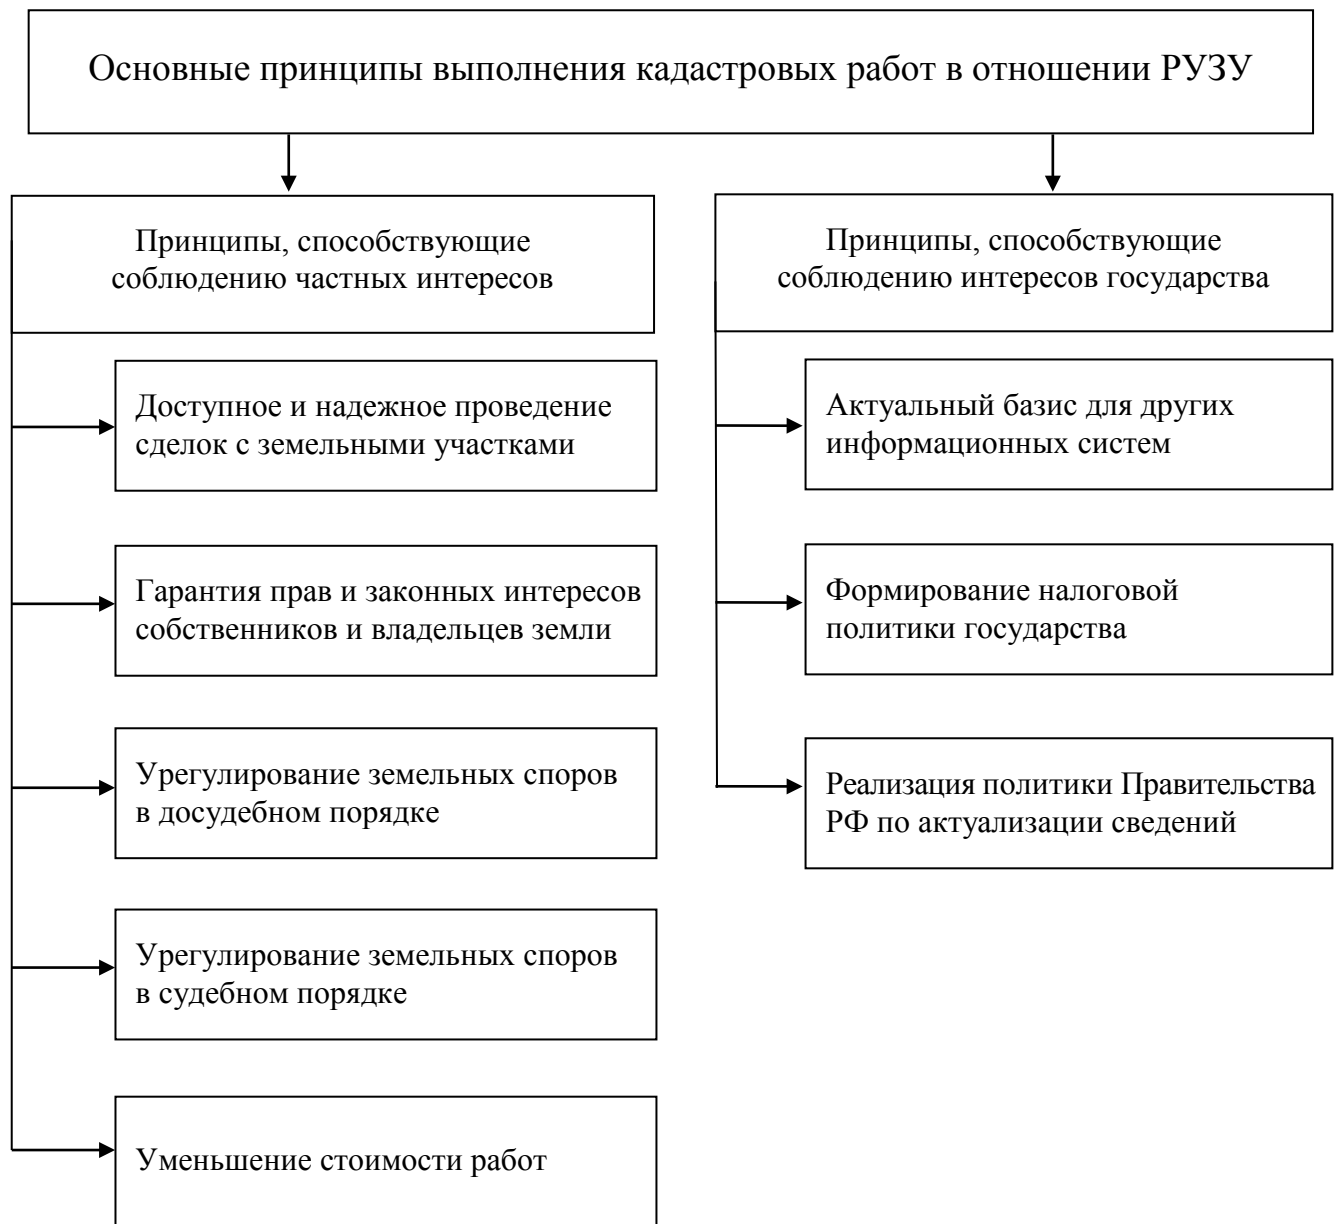 Основные принципы выполнения кадастровых работ в отношении РУЗУ
Принципы, способствующие
соблюдению частных интересов
Доступное и надежное проведение
сделок с земельными участками
Гарантия прав и законных интересов
собственников и владельцев земли
Урегулирование земельных споров
в досудебном порядке
Урегулирование земельных споров
в судебном порядке
Уменьшение стоимости работ
Принципы, способствующие
соблюдению интересов государства
Актуальный базис для других
информационных систем
Формирование налоговой
политики государства
Реализация политики Правительства
РФ по актуализации сведений